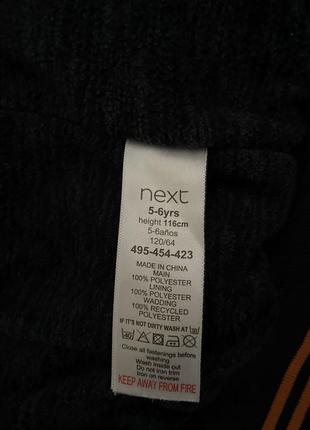 next
5-6yrs
height 116cm
5-6años
120/64
495-454-423
MADE IN CHINA
MAIN
100% POLYESTER
LINING
100% POLYESTER
WADDING
100% RECYCLED
POLYESTER
IF IT'S NOT DIRTY WASH AT 30
40
Close all fastenings before
washing
Wash inside out
Do not iron trim
Iron on reverse
KEEP AWAY FROM FIRE